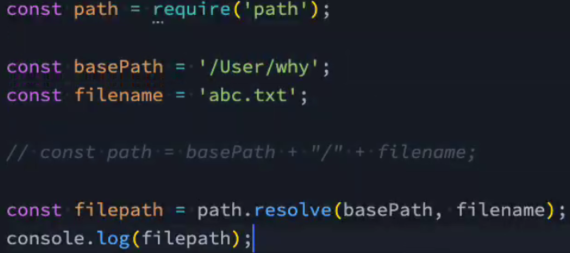 const path = require('path');
const basePath = '/User/why';
const filename = 'abc.txt';
// const path = basePath + "/" + filename;
const filepath = path.resolve(basePath, filename);
console.log(filepath);